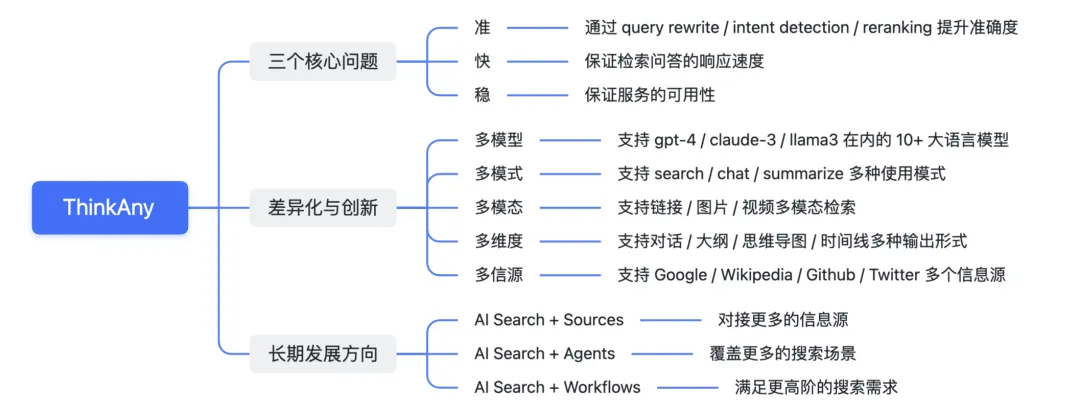 ThinkAny
三个核心问题
准 通过 query rewrite / intent detection / reranking 提升准确度
快 保证检索问答的响应速度
稳 保证服务的可用性
差异化与创新
多模型 支持 gpt-4 / claude-3 / llama3 在内的 10+ 大语言模型
多模式 支持 search / chat / summarize 多种使用模式
多模态 支持链接 / 图片 / 视频多模态检索
多维度 支持对话 / 大纲 / 思维导图 / 时间线多种输出形式
多信源 支持 Google / Wikipedia / Github / Twitter 多个信息源
长期发展方向
AI Search + Sources 对接更多的信息源
AI Search + Agents 覆盖更多的搜索场景
AI Search + Workflows 满足更高阶的搜索需求